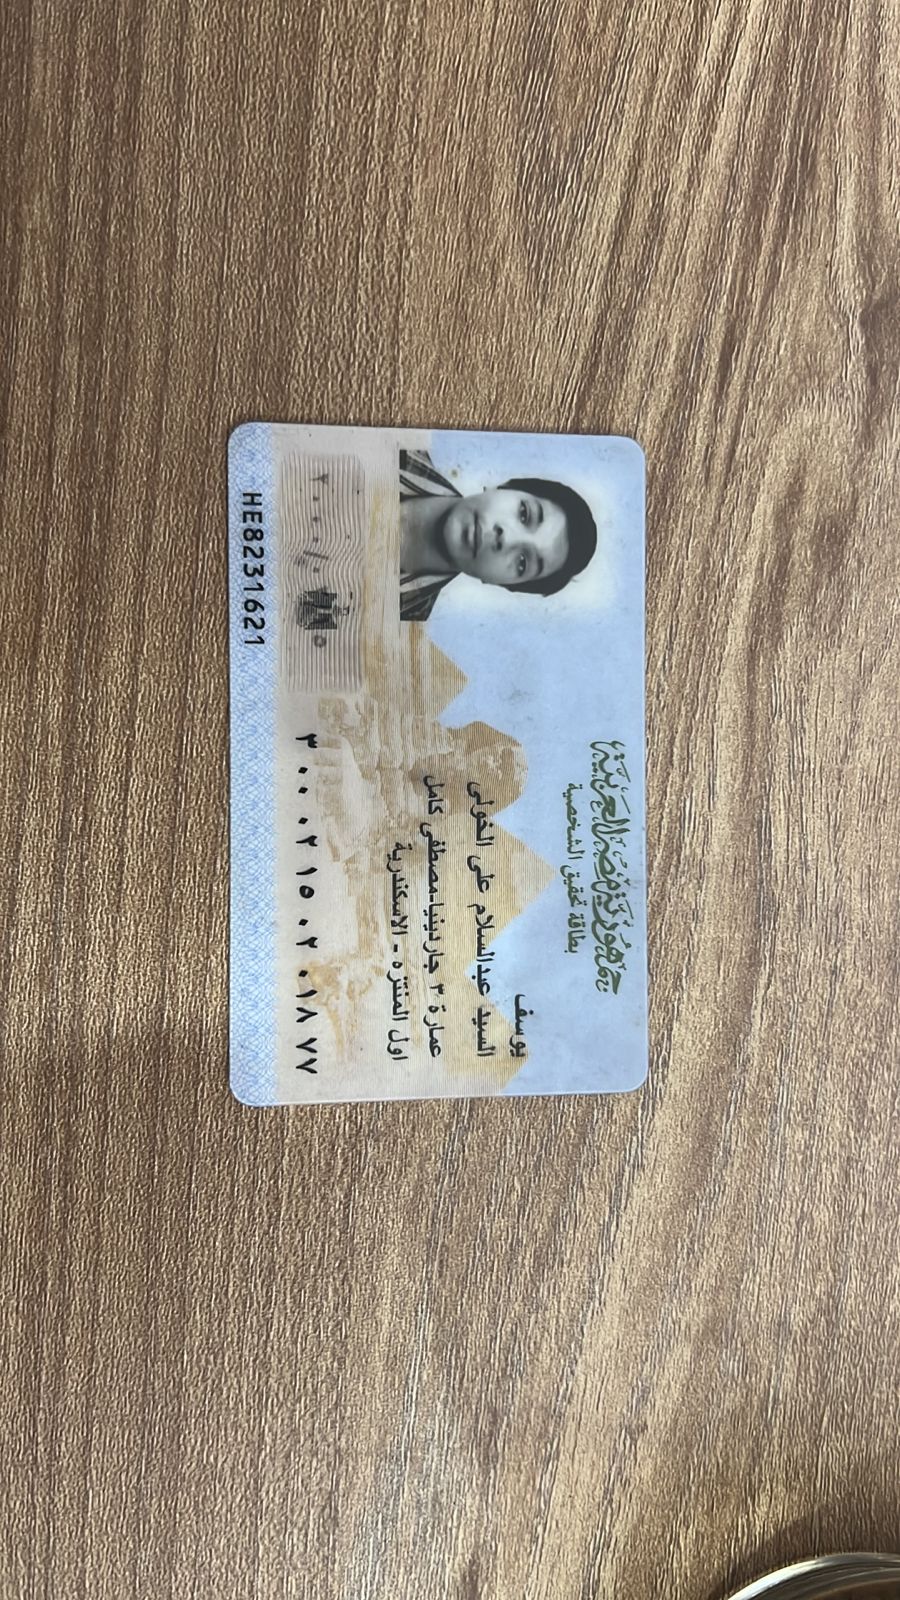 جمهورية مصر العربية
بطاقة تحقيق الشخصية
يوسف
السيد عبدالسلام على الخولى
عمارة ٣ جاردينيا-مصطفى كامل
اول المنتزه - الاسكندرية
٣٠٠٠٢١٥٠٢٠١٨٧٧
HE8231621